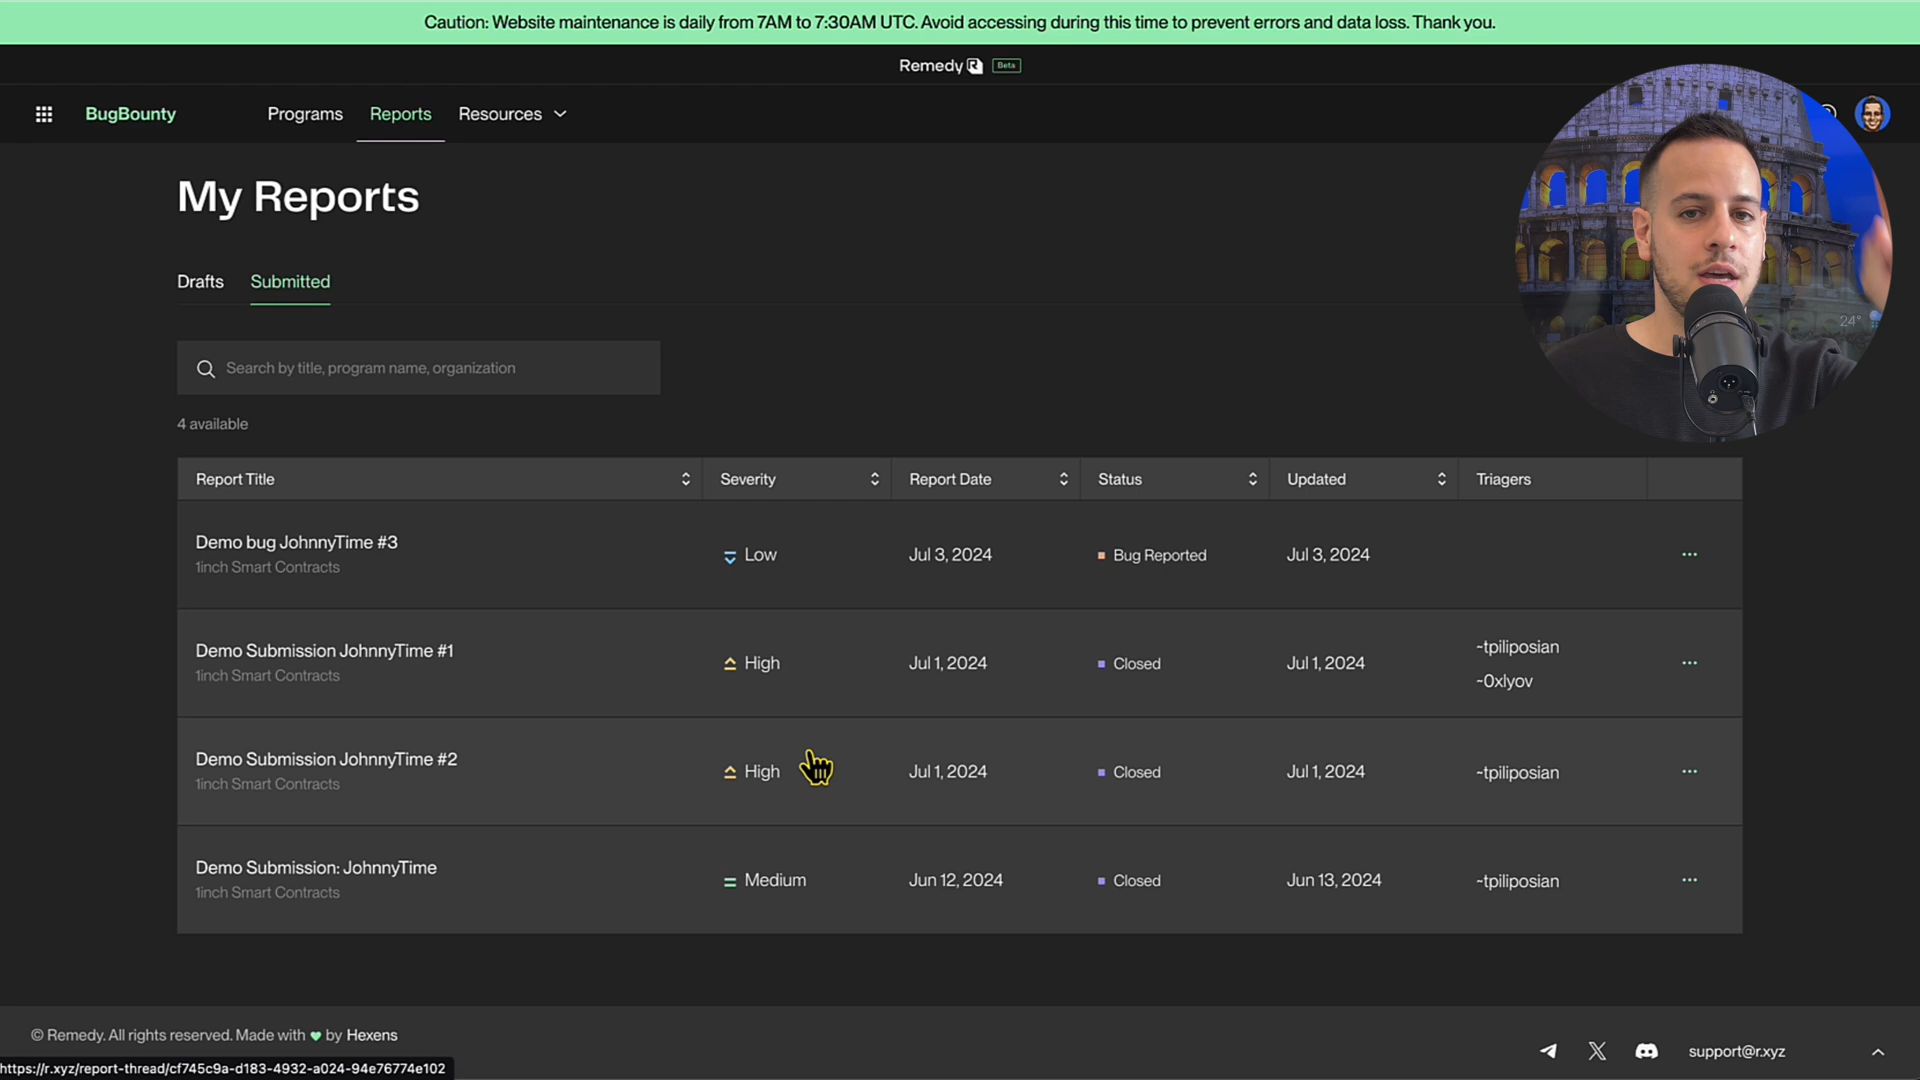 Caution: Website maintenance is daily from 7AM to 7:30AM UTC. Avoid accessing during this time to prevent errors and data loss. Thank you.
Remedy Beta
BugBounty Programs Reports Resources
My Reports
Drafts Submitted
Search by title, program name, organization
4 available
Report Title Severity Report Date Status Updated Triagers
Demo bug JohnnyTime #3
1inch Smart Contracts
Low Jul 3, 2024 Bug Reported Jul 3, 2024
Demo Submission JohnnyTime #1
1inch Smart Contracts
High Jul 1, 2024 Closed Jul 1, 2024
~tpiliposian
~0xlyov
Demo Submission JohnnyTime #2
1inch Smart Contracts
High Jul 1, 2024 Closed Jul 1, 2024 ~tpiliposian
Demo Submission: JohnnyTime
1inch Smart Contracts
Medium Jun 12, 2024 Closed Jun 13, 2024 ~tpiliposian
24°
© Remedy. All rights reserved. Made with ♥ by Hexens
support@r.xyz
https://r.xyz/report-thread/cf745c9a-d183-4932-a024-94e76774e102